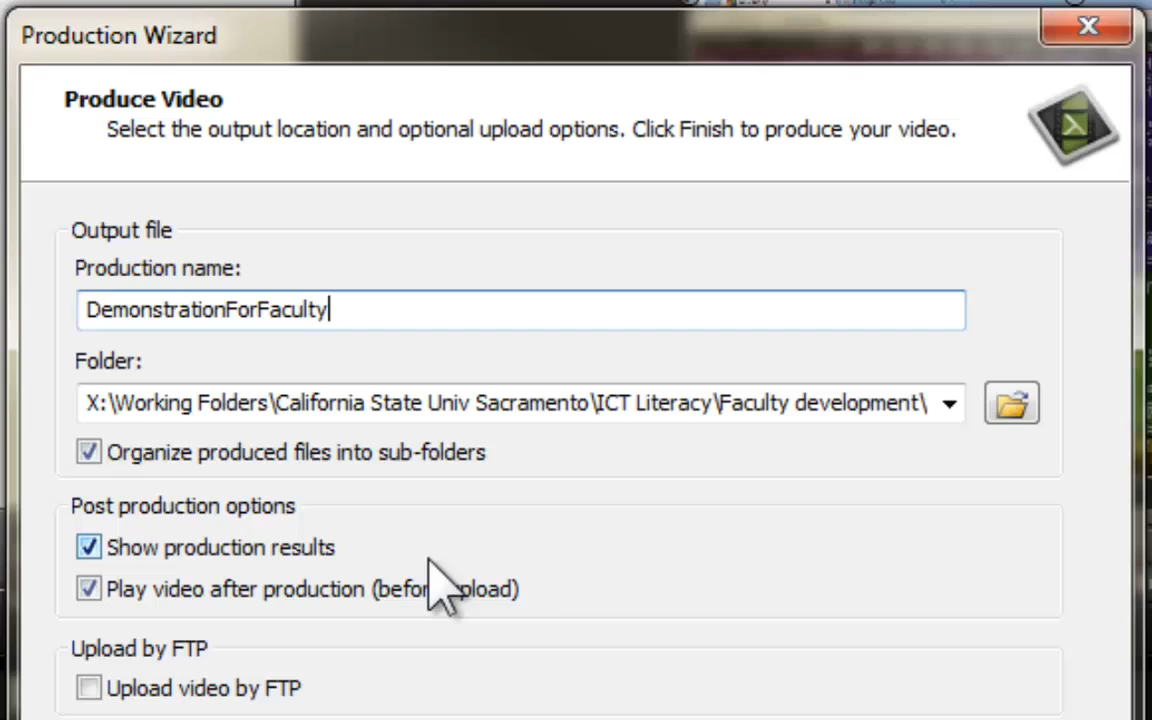 Production Wizard
Produce Video
Select the output location and optional upload options. Click Finish to produce your video.
Output file
Production name:
DemonstrationForFaculty
Folder:
X:\Working Folders\California State Univ Sacramento\ICT Literacy\Faculty development\
Organize produced files into sub-folders
Post production options
Show production results
Play video after production (before upload)
Upload by FTP
Upload video by FTP